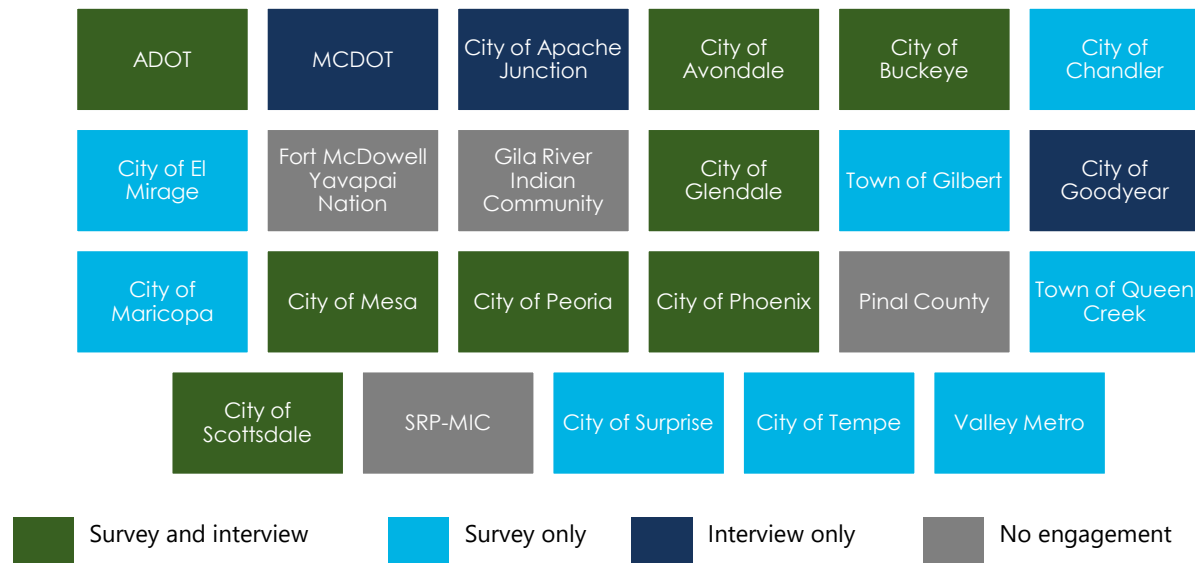 ADOT
MCDOT
City of Apache
Junction
City of
Avondale
City of
Buckeye
City of
Chandler
City of El
Mirage
Fort McDowell
Yavapai
Nation
Gila River
Indian
Community
City of
Glendale
Town of Gilbert
City of
Goodyear
City of
Maricopa
City of Mesa
City of Peoria
City of Phoenix
Pinal County
Town of Queen
Creek
City of
Scottsdale
SRP-MIC
City of Surprise
City of Tempe
Valley Metro
Survey and interview
Survey only
Interview only
No engagement